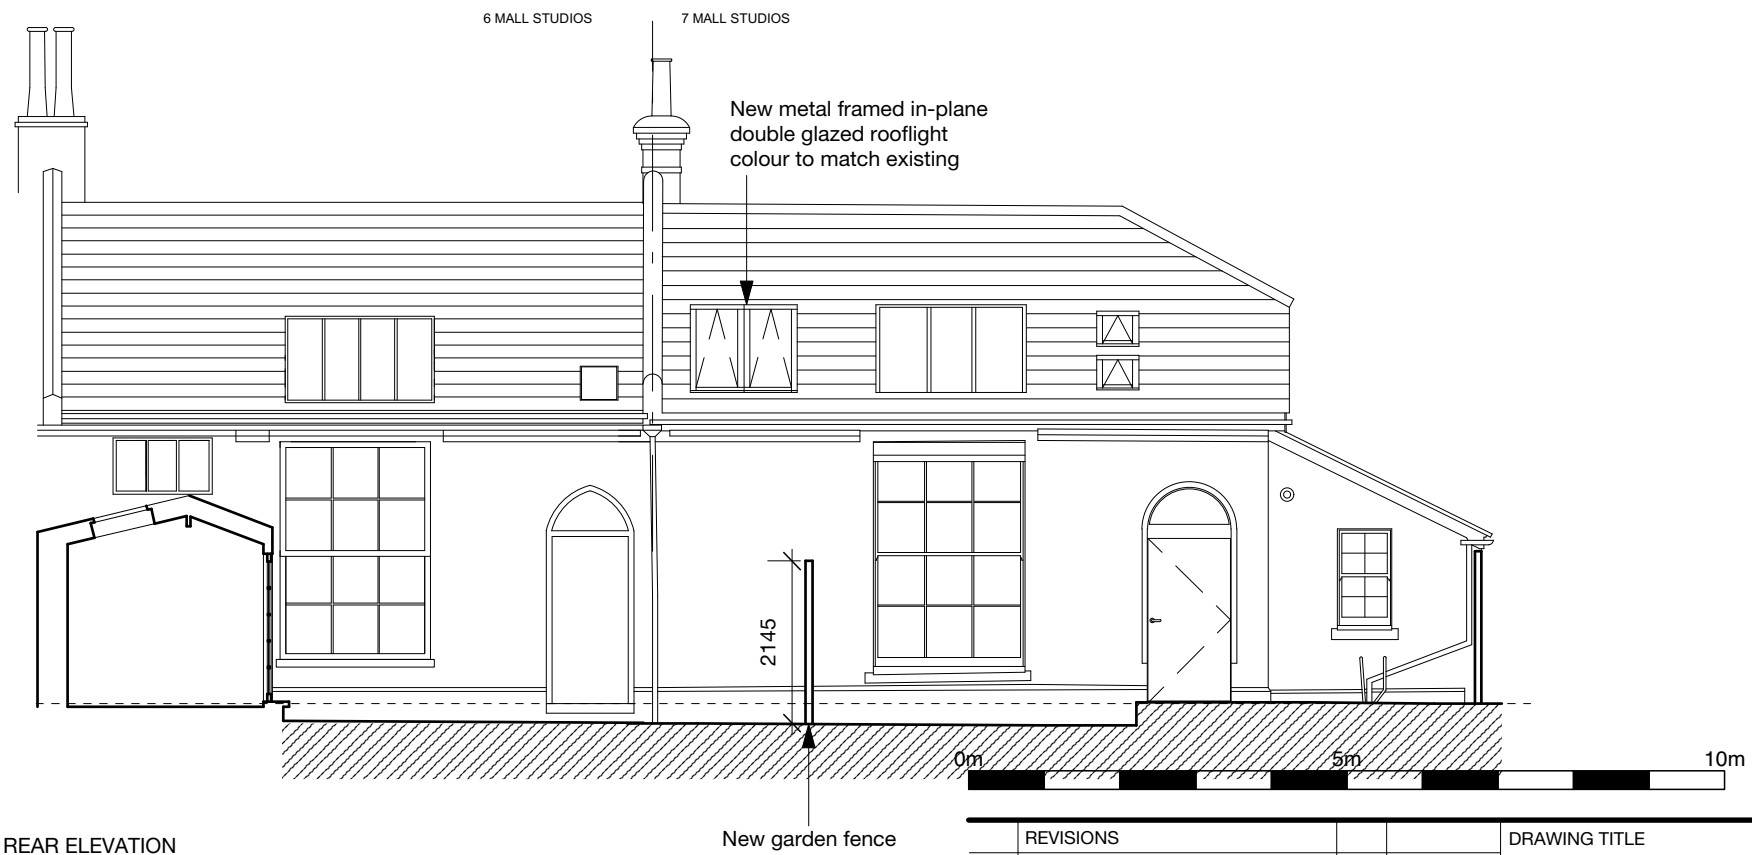 6 MALL STUDIOS
7 MALL STUDIOS
New metal framed in-plane
double glazed rooflight
colour to match existing
2145
0m
5m
10m
New garden fence
REAR ELEVATION
REVISIONS
DRAWING TITLE